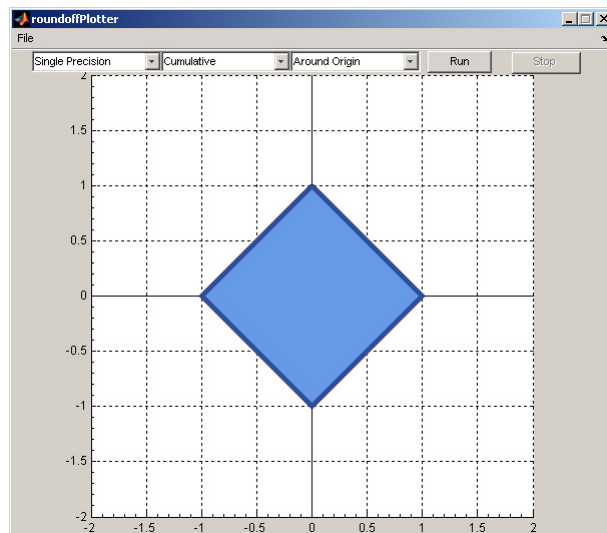 roundoffPlotter
File
Single Precision Cumulative Around Origin Run Stop
2
1.5
1
0.5
0
-0.5
-1
-1.5
-2
-2 -1.5 -1 -0.5 0 0.5 1 1.5 2